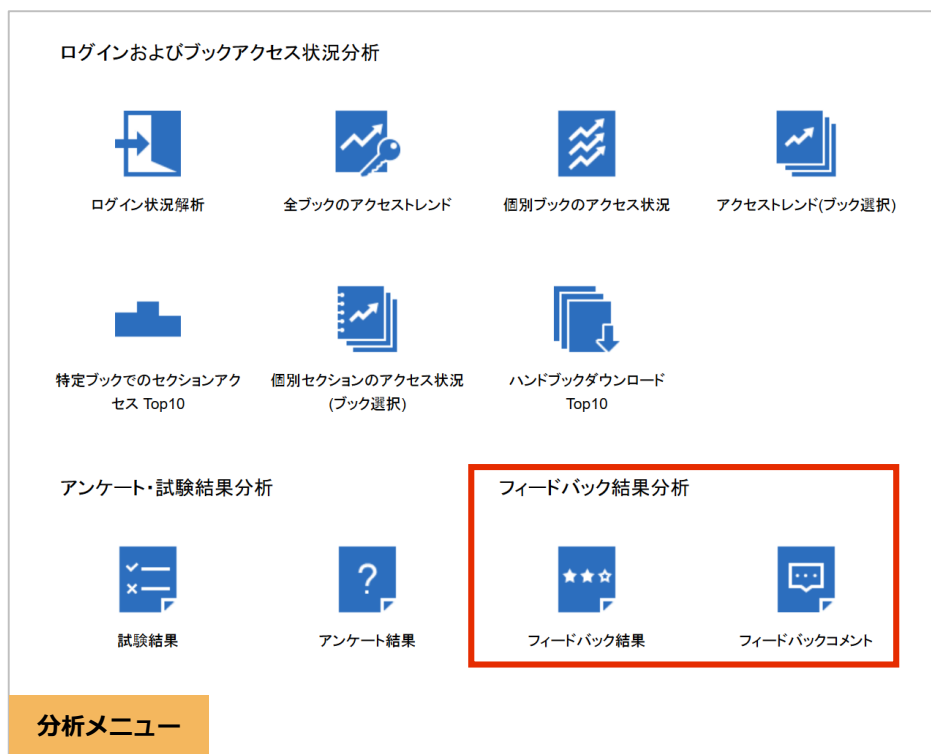 ログインおよびブックアクセス状況分析
ログイン状況解析
全ブックのアクセストレンド
個別ブックのアクセス状況
アクセストレンド(ブック選択)
特定ブックでのセクションアク
セス Top10
個別セクションのアクセス状況
(ブック選択)
ハンドブックダウンロード
Top10
アンケート・試験結果分析
試験結果
?
アンケート結果
フィードバック結果分析
フィードバック結果
フィードバックコメント
分析メニュー